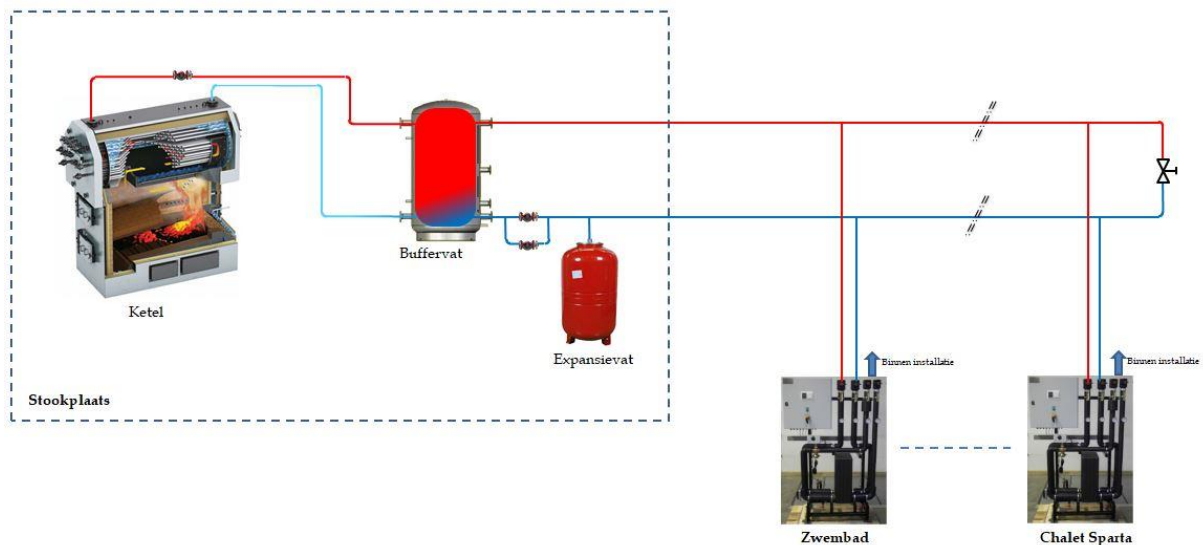 Buffervat
Ketel
Expansievat
Binnen installatie
Binnen installatie
Stookplaats
Zwembad
Chalet Sparta